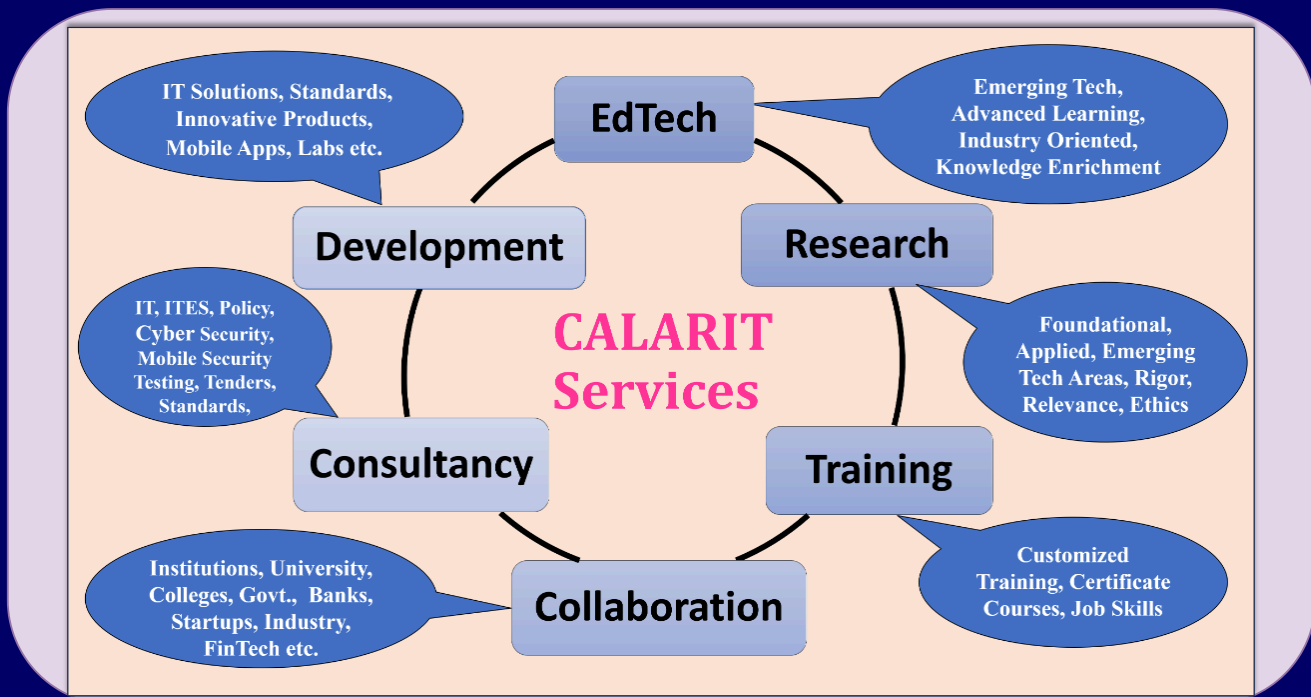 IT Solutions, Standards,
Innovative Products,
Mobile Apps, Labs etc.
EdTech
Emerging Tech,
Advanced Learning,
Industry Oriented,
Knowledge Enrichment
Development
Research
IT, ITES, Policy,
Cyber Security,
Mobile Security
Testing, Tenders,
Standards,
CALARIT
Services
Foundational,
Applied, Emerging
Tech Areas, Rigor,
Relevance, Ethics
Consultancy
Training
Institutions, University,
Colleges, Govt., Banks,
Startups, Industry,
FinTech etc.
Collaboration
Customized
Training, Certificate
Courses, Job Skills